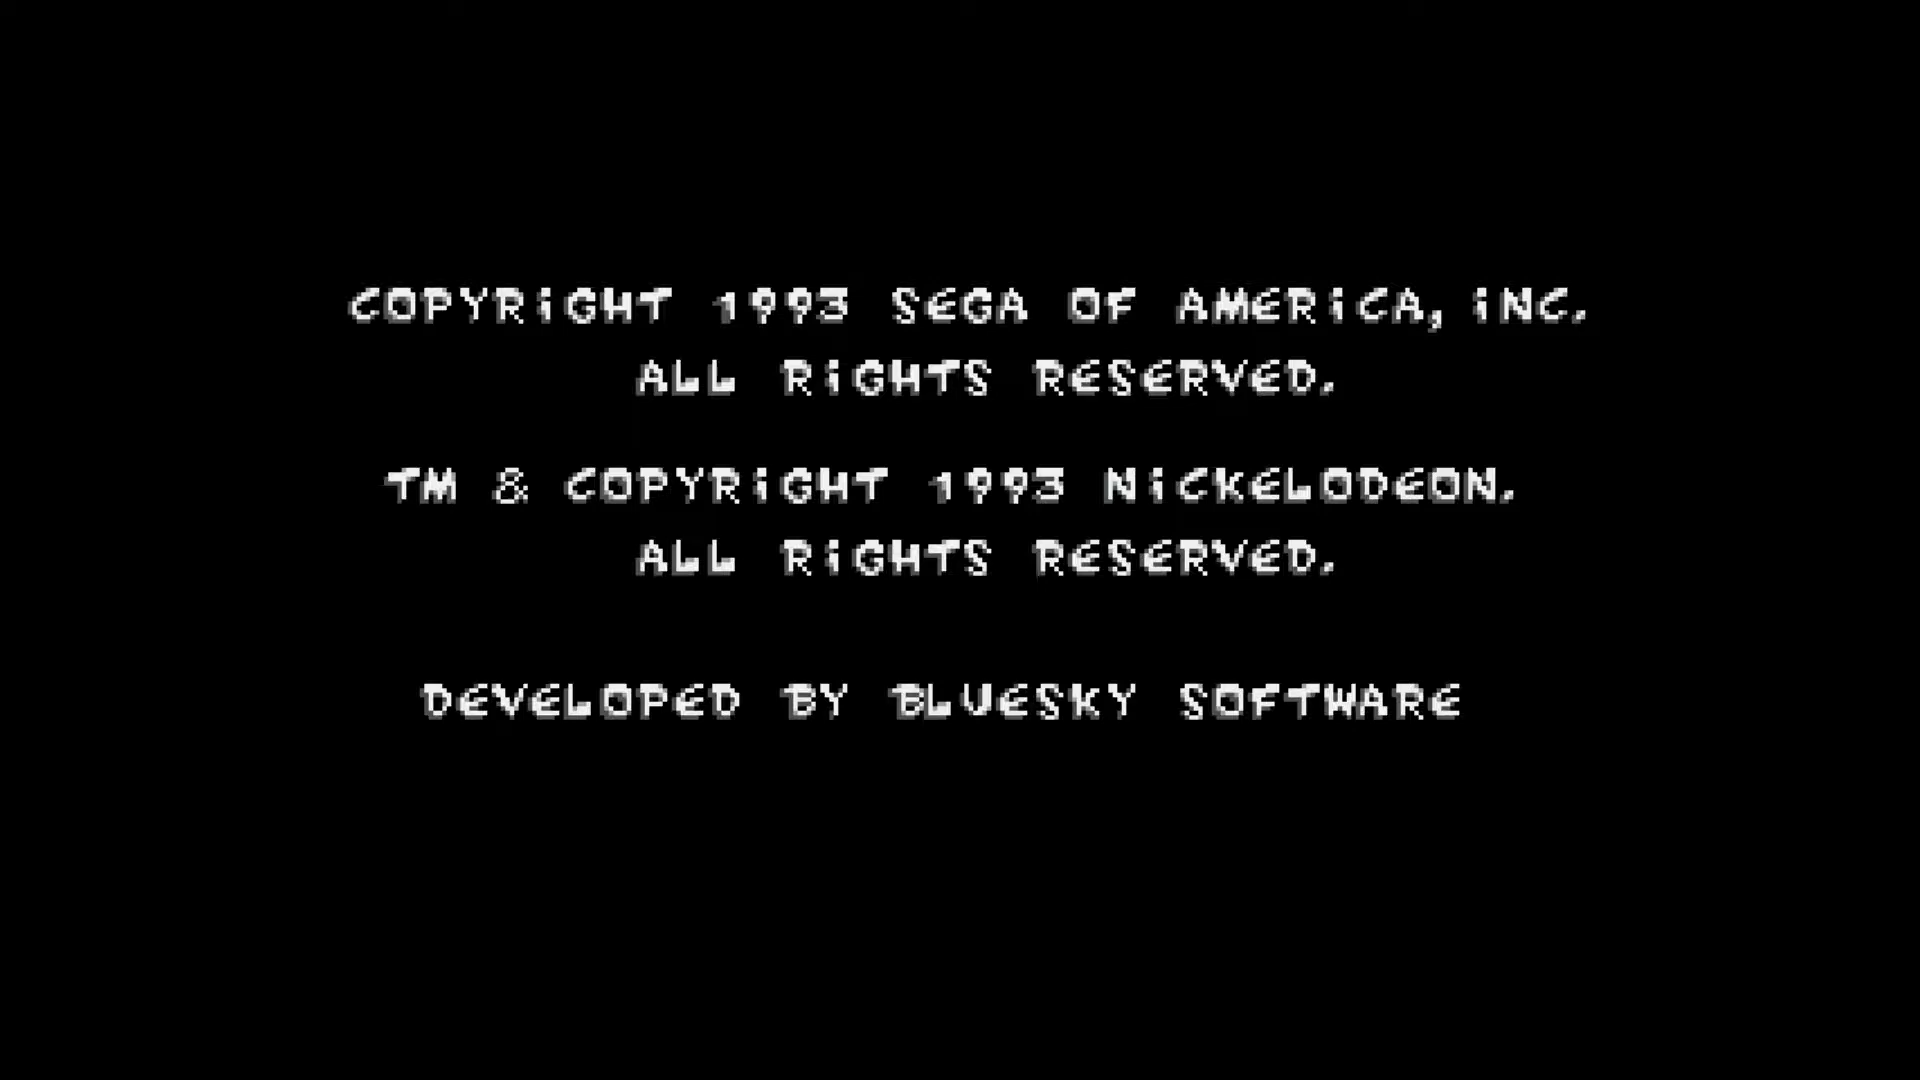 COPYRiGHT 1993 SEGA OF AMERiCA, iNC.
ALL RiGHTS RESERVED.
TM & COPYRiGHT 1993 NiCKELODEON.
ALL RiGHTS RESERVED.
DEVELOPED BY BLUESKY SOFTWARE